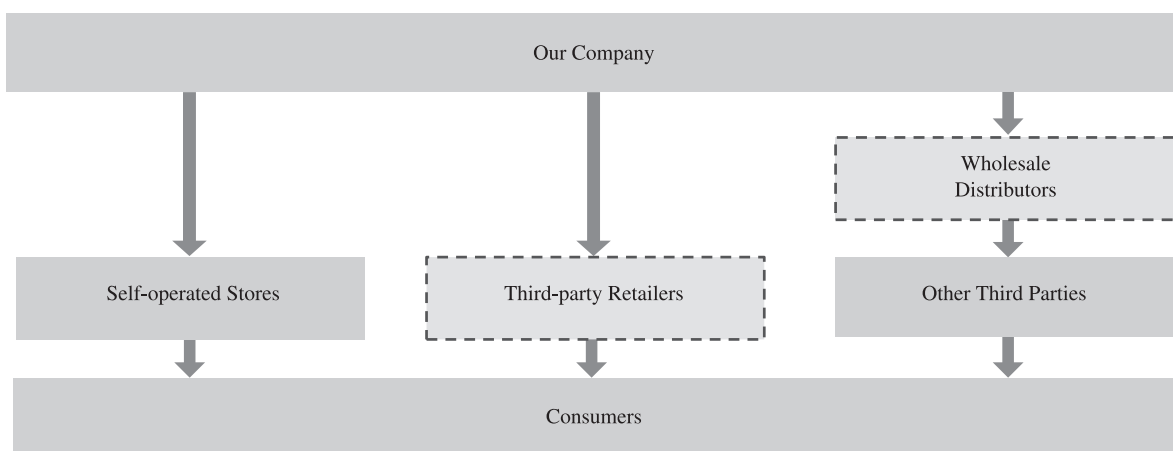 Our Company
Wholesale
Distributors
Self-operated Stores
Third-party Retailers
Other Third Parties
Consumers